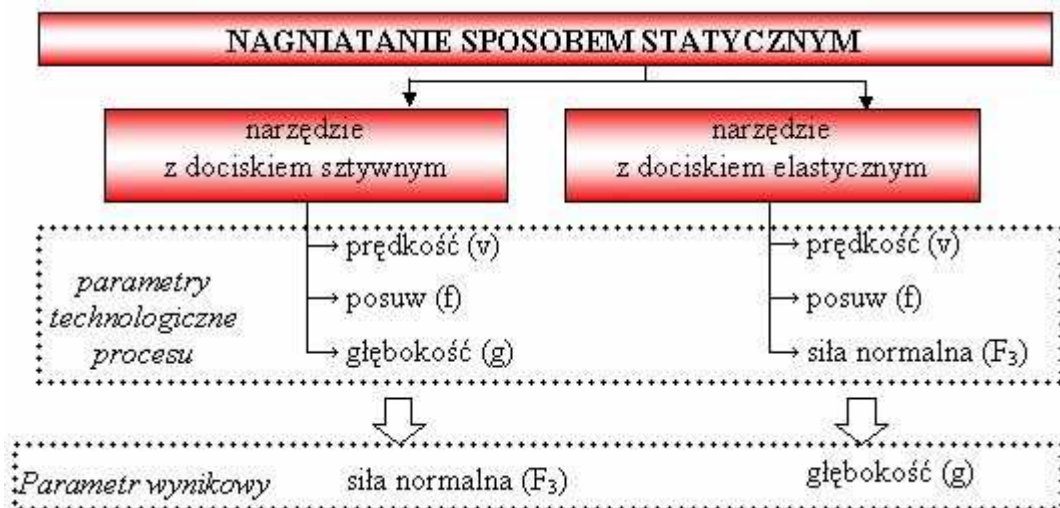 NAGNIATANIE SPOSOBEM STATYCZNYM
narzędzie
z dociskiem sztywnym
narzędzie
z dociskiem elastycznym
parametry
technologiczne
procesu
prędkość (v)
posuw (f)
głębokość (g)
prędkość (v)
posuw (f)
siła normalna (F₃)
Parametr wynikowy
siła normalna (F₃)
głębokość (g)